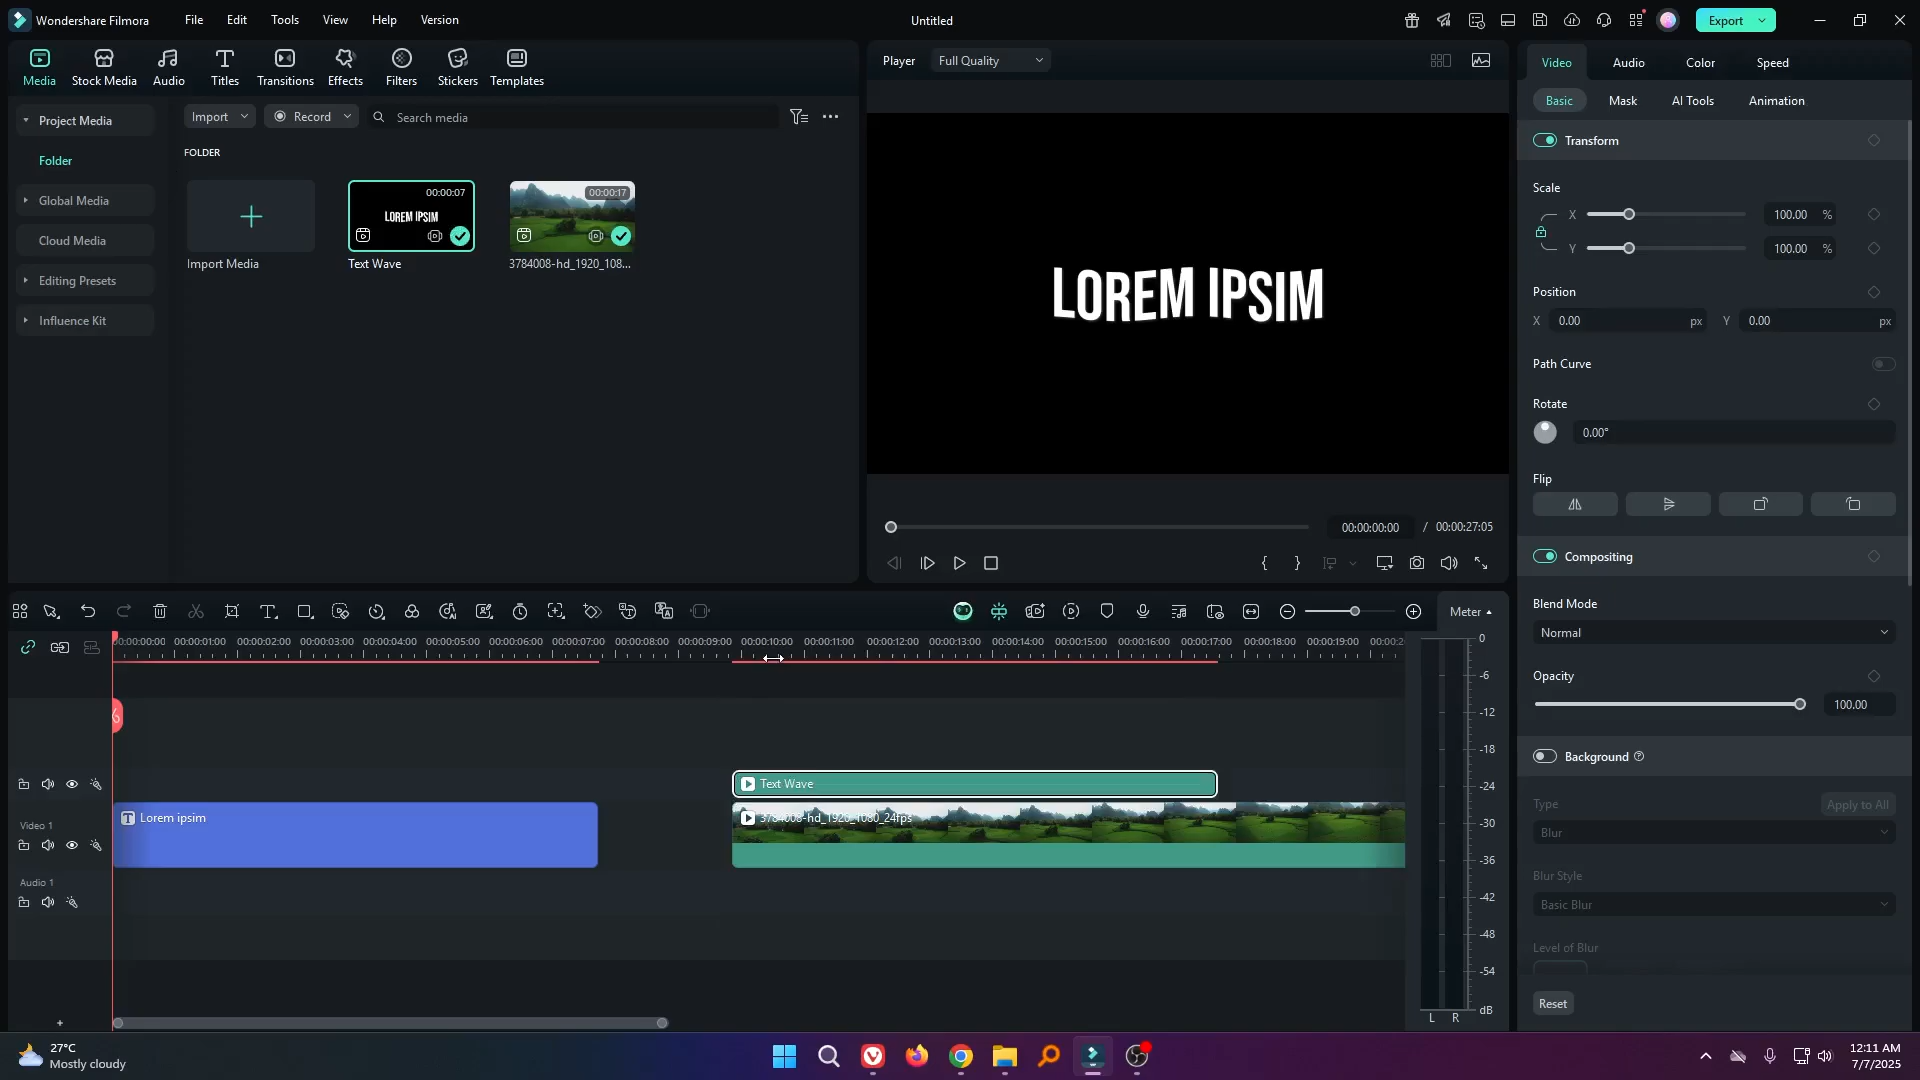 Wondershare Filmora
File
Edit
Tools
View
Help
Version
Untitled
Export
Media
Stock Media
Audio
Titles
Transitions
Effects
Filters
Stickers
Templates
Player
Full Quality
Video
Audio
Color
Speed
Project Media
Import
Record
Search media
Basic
Mask
AI Tools
Animation
FOLDER
Folder
Global Media
Cloud Media
Editing Presets
Influence Kit
Import Media
00:00:07
LOREM IPSIM
Text Wave
00:00:17
3784008-hd_1920_108...
LOREM IPSIM
00:00:00:00 / 00:00:27:05
Transform
Scale
X 100.00 %
Y 100.00 %
Position
X 0.00 px Y 0.00 px
Path Curve
Rotate
0.00°
Flip
Compositing
Blend Mode
Normal
Opacity
100.00
Background
Type
Apply to All
Blur
Blur Style
Basic Blur
Level of Blur
Reset
Meter
00:00:00:00 00:00:01:00 00:00:02:00 00:00:03:00 00:00:04:00 00:00:05:00 00:00:06:00 00:00:07:00 00:00:08:00 00:00:09:00 00:00:10:00 00:00:11:00 00:00:12:00 00:00:13:00 00:00:14:00 00:00:15:00 00:00:16:00 00:00:17:00 00:00:18:00 00:00:19:00
Text Wave
Video 1
Lorem ipsim
3784008-hd_1920_1080_24fps
Audio 1
0
-6
-12
-18
-24
-30
-36
-42
-48
-54
dB
L R
27°C
Mostly cloudy
12:11 AM
7/7/2025